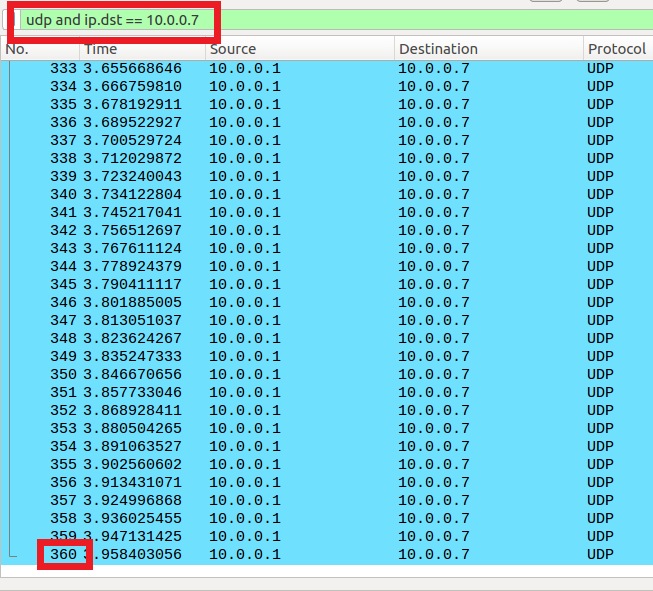 udp and ip.dst == 10.0.0.7
No. Time Source Destination Protocol
333 3.655668646 10.0.0.1 10.0.0.7 UDP
334 3.666759810 10.0.0.1 10.0.0.7 UDP
335 3.678192911 10.0.0.1 10.0.0.7 UDP
336 3.689522927 10.0.0.1 10.0.0.7 UDP
337 3.700529724 10.0.0.1 10.0.0.7 UDP
338 3.712029872 10.0.0.1 10.0.0.7 UDP
339 3.723240043 10.0.0.1 10.0.0.7 UDP
340 3.734122804 10.0.0.1 10.0.0.7 UDP
341 3.745217041 10.0.0.1 10.0.0.7 UDP
342 3.756512697 10.0.0.1 10.0.0.7 UDP
343 3.767611124 10.0.0.1 10.0.0.7 UDP
344 3.778924379 10.0.0.1 10.0.0.7 UDP
345 3.790411117 10.0.0.1 10.0.0.7 UDP
346 3.801885005 10.0.0.1 10.0.0.7 UDP
347 3.813051037 10.0.0.1 10.0.0.7 UDP
348 3.823624267 10.0.0.1 10.0.0.7 UDP
349 3.835247333 10.0.0.1 10.0.0.7 UDP
350 3.846670656 10.0.0.1 10.0.0.7 UDP
351 3.857733046 10.0.0.1 10.0.0.7 UDP
352 3.868928411 10.0.0.1 10.0.0.7 UDP
353 3.880504265 10.0.0.1 10.0.0.7 UDP
354 3.891063527 10.0.0.1 10.0.0.7 UDP
355 3.902560602 10.0.0.1 10.0.0.7 UDP
356 3.913431071 10.0.0.1 10.0.0.7 UDP
357 3.924996868 10.0.0.1 10.0.0.7 UDP
358 3.936025455 10.0.0.1 10.0.0.7 UDP
359 3.947131425 10.0.0.1 10.0.0.7 UDP
360 3.958403056 10.0.0.1 10.0.0.7 UDP